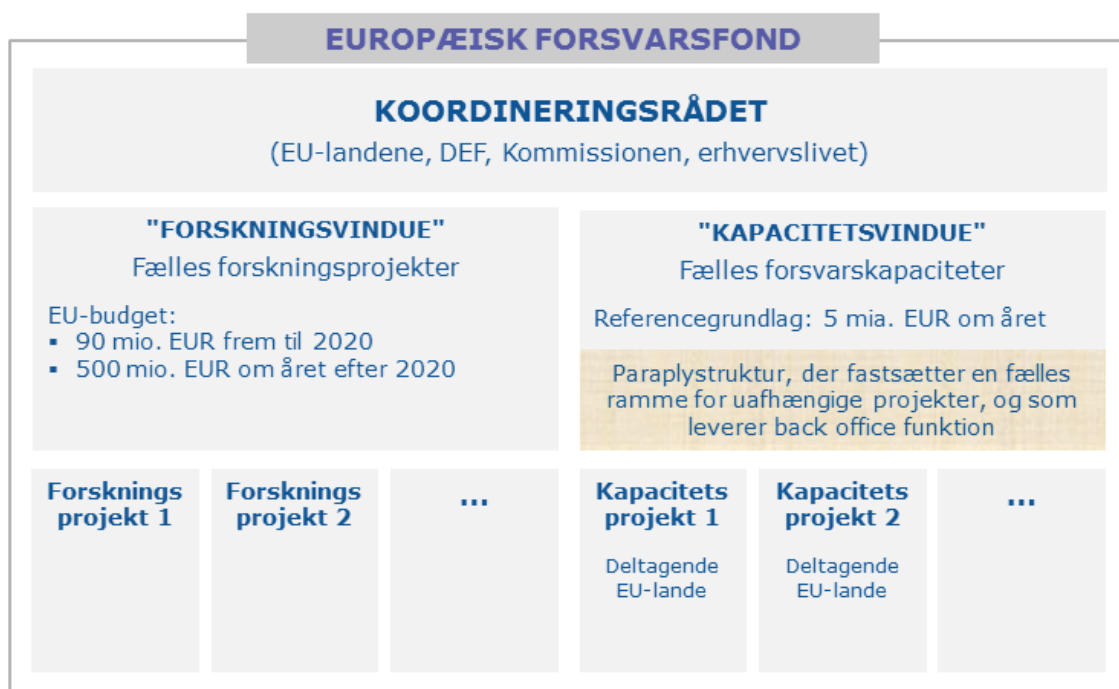 EUROPÆISK FORSVARSFOND
KOORDINERINGSRÅDET
(EU-landene, DEF, Kommissionen, erhvervslivet)
"FORSKNINGSVINDUE"
Fælles forskningsprojekter
EU-budget:
▪ 90 mio. EUR frem til 2020
▪ 500 mio. EUR om året efter 2020
"KAPACITETSVINDUE"
Fælles forsvarskapaciteter
Referencegrundlag: 5 mia. EUR om året
Paraplystruktur, der fastsætter en fælles
ramme for uafhængige projekter, og som
leverer back office funktion
Forsknings
projekt 1
Forsknings
projekt 2
...
Kapacitets
projekt 1
Deltagende
EU-lande
Kapacitets
projekt 2
Deltagende
EU-lande
...